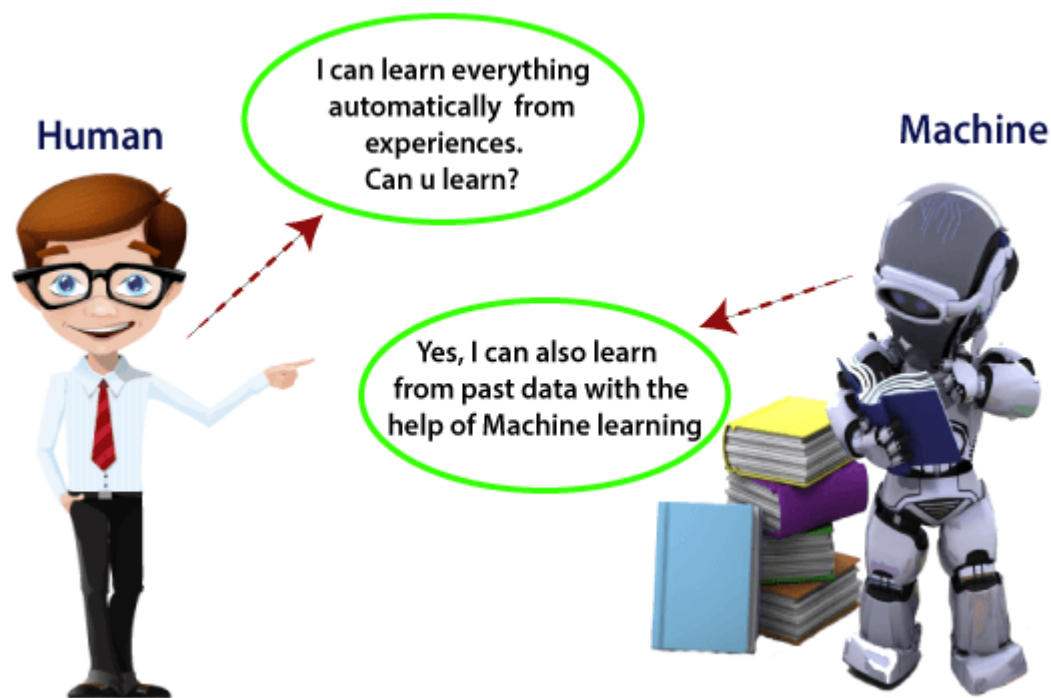 Human
I can learn everything
automatically from
experiences.
Can u learn?
Machine
Yes, I can also learn
from past data with the
help of Machine learning